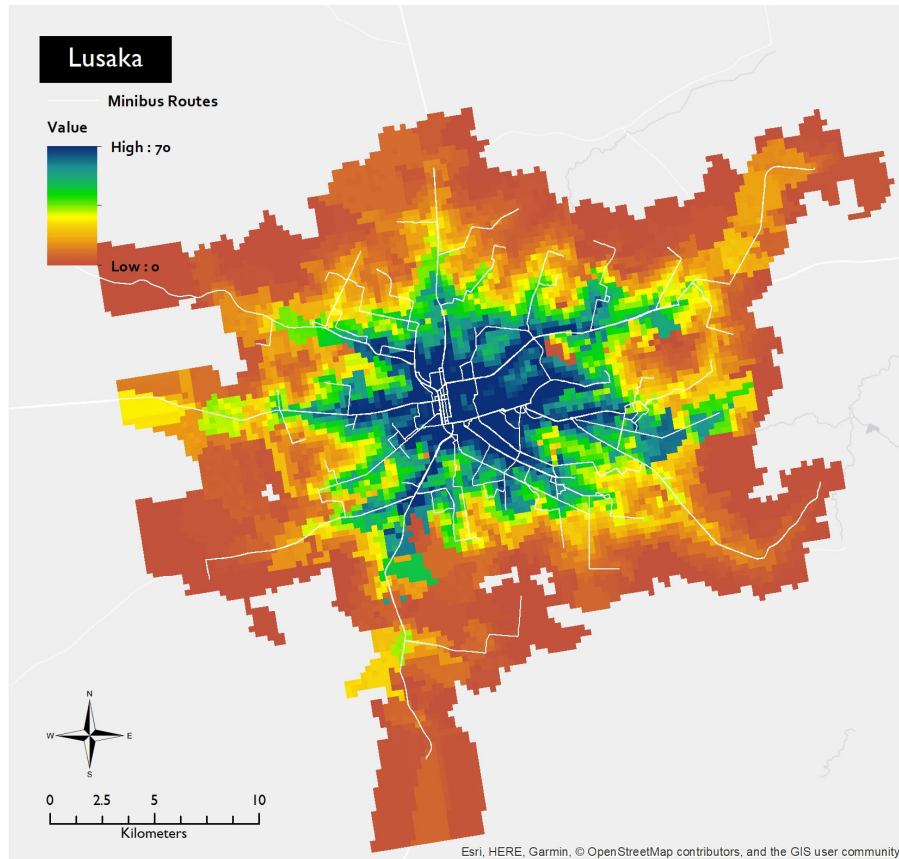 Lusaka
Minibus Routes
Value
High : 70
Low : 0
N
W E
S
0 2.5 5 10
Kilometers
Esri, HERE, Garmin, © OpenStreetMap contributors, and the GIS user community